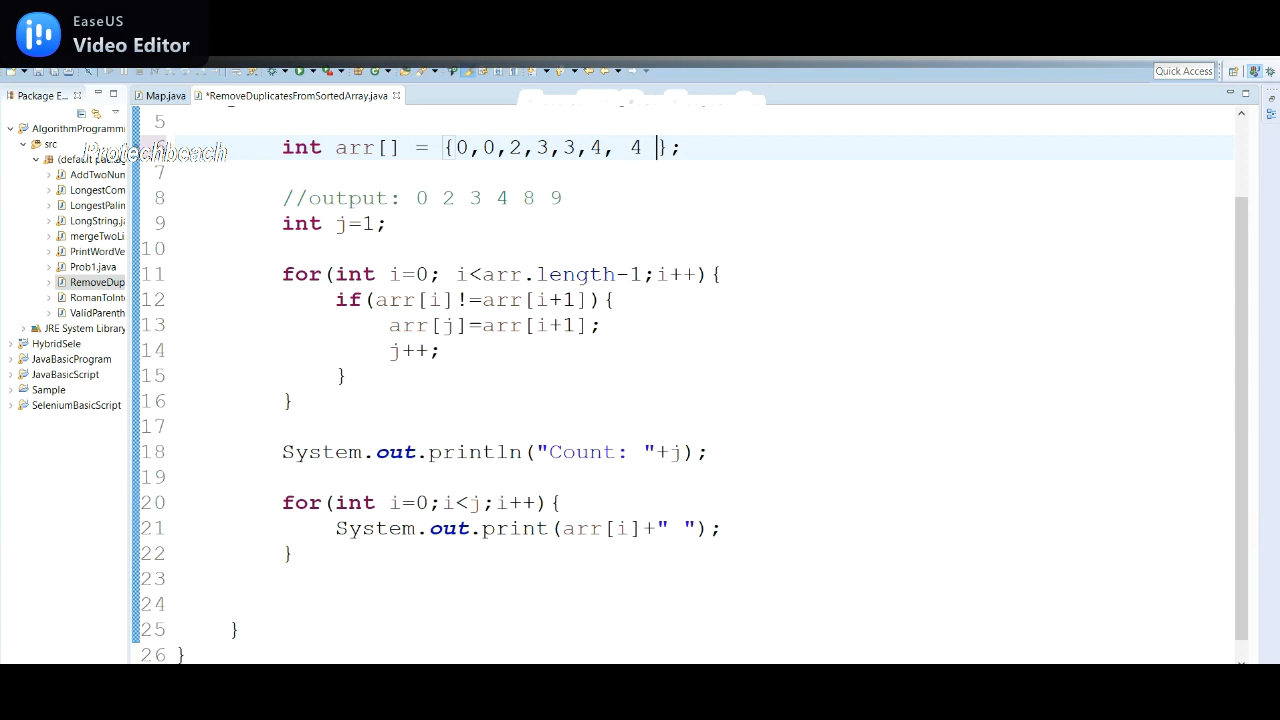 EaseUS
Video Editor
Quick Access
Package E...
Map.java
*RemoveDuplicatesFromSortedArray.java
AlgorithmProgrammi
src
(default packag
Protechbeach
AddTwoNun
LongestCom
LongestPalin
LongString.ja
mergeTwoLi
PrintWordVe
Prob1.java
RemoveDup
RomanToInte
ValidParenth
JRE System Library
HybridSele
JavaBasicProgram
JavaBasicScript
Sample
SeleniumBasicScript
5
int arr[] = {0,0,2,3,3,4, 4 };
7
8 //output: 0 2 3 4 8 9
9 int j=1;
10
11 for(int i=0; i<arr.length-1;i++){
12 if(arr[i]!=arr[i+1]){
13 arr[j]=arr[i+1];
14 j++;
15 }
16 }
17
18 System.out.println("Count: "+j);
19
20 for(int i=0;i<j;i++){
21 System.out.print(arr[i]+" ");
22 }
23
24
25 }
26 }